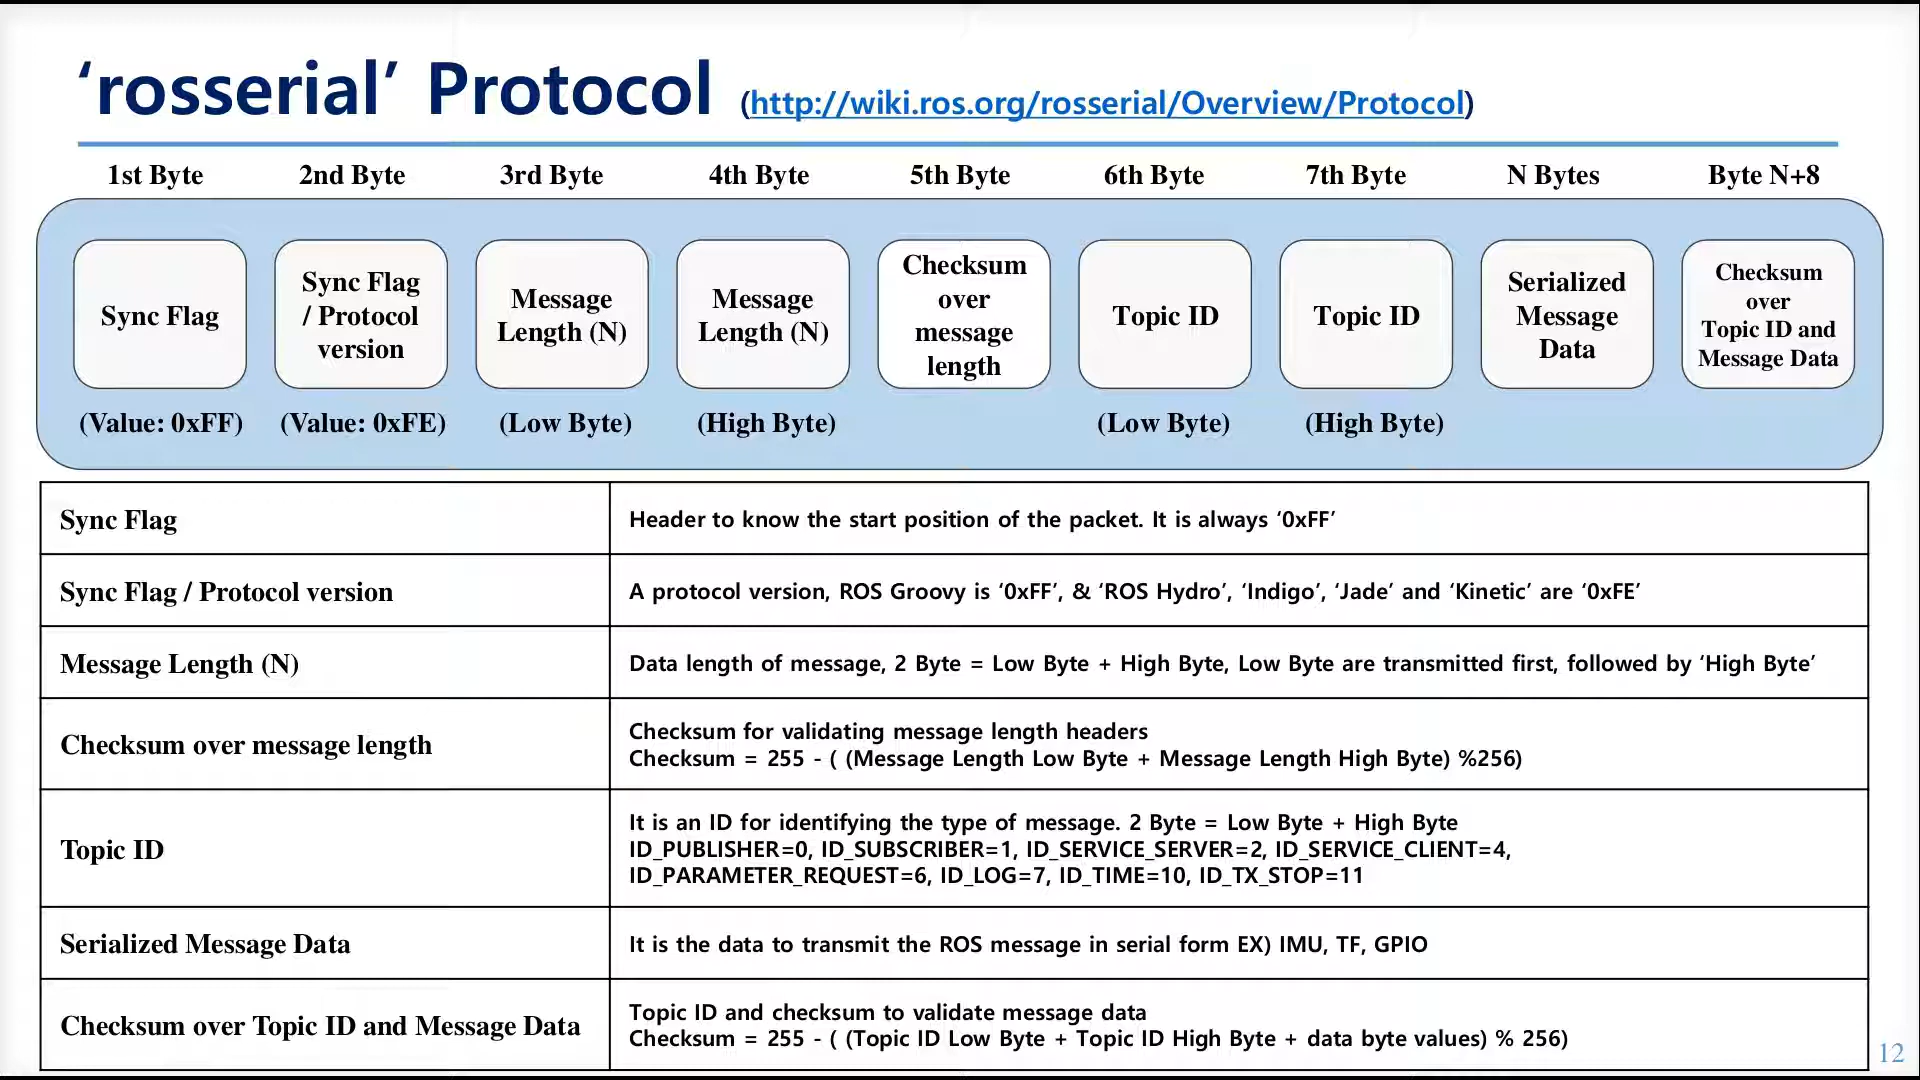 ‘rosserial’ Protocol (http://wiki.ros.org/rosserial/Overview/Protocol)
1st Byte 2nd Byte 3rd Byte 4th Byte 5th Byte 6th Byte 7th Byte N Bytes Byte N+8
Sync Flag
Sync Flag
/ Protocol
version
Message
Length (N)
Message
Length (N)
Checksum
over
message
length
Topic ID
Topic ID
Serialized
Message
Data
Checksum
over
Topic ID and
Message Data
(Value: 0xFF) (Value: 0xFE) (Low Byte) (High Byte) (Low Byte) (High Byte)
Sync Flag
Header to know the start position of the packet. It is always ‘0xFF’
Sync Flag / Protocol version
A protocol version, ROS Groovy is ‘0xFF’, & ‘ROS Hydro’, ‘Indigo’, ‘Jade’ and ‘Kinetic’ are ‘0xFE’
Message Length (N)
Data length of message, 2 Byte = Low Byte + High Byte, Low Byte are transmitted first, followed by ‘High Byte’
Checksum over message length
Checksum for validating message length headers
Checksum = 255 - ( (Message Length Low Byte + Message Length High Byte) %256)
Topic ID
It is an ID for identifying the type of message. 2 Byte = Low Byte + High Byte
ID_PUBLISHER=0, ID_SUBSCRIBER=1, ID_SERVICE_SERVER=2, ID_SERVICE_CLIENT=4,
ID_PARAMETER_REQUEST=6, ID_LOG=7, ID_TIME=10, ID_TX_STOP=11
Serialized Message Data
It is the data to transmit the ROS message in serial form EX) IMU, TF, GPIO
Checksum over Topic ID and Message Data
Topic ID and checksum to validate message data
Checksum = 255 - ( (Topic ID Low Byte + Topic ID High Byte + data byte values) % 256)
12